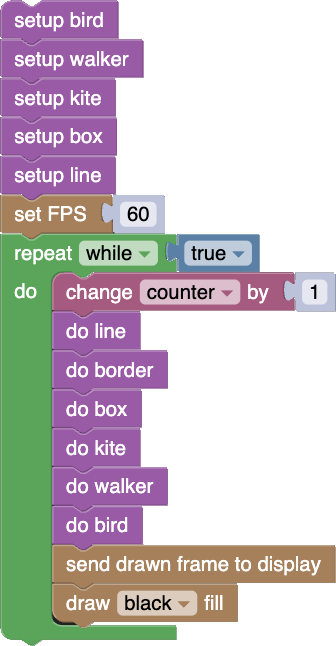 setup bird
setup walker
setup kite
setup box
setup line
set FPS 60
repeat while true
do change counter by 1
do line
do border
do box
do kite
do walker
do bird
send drawn frame to display
draw black fill